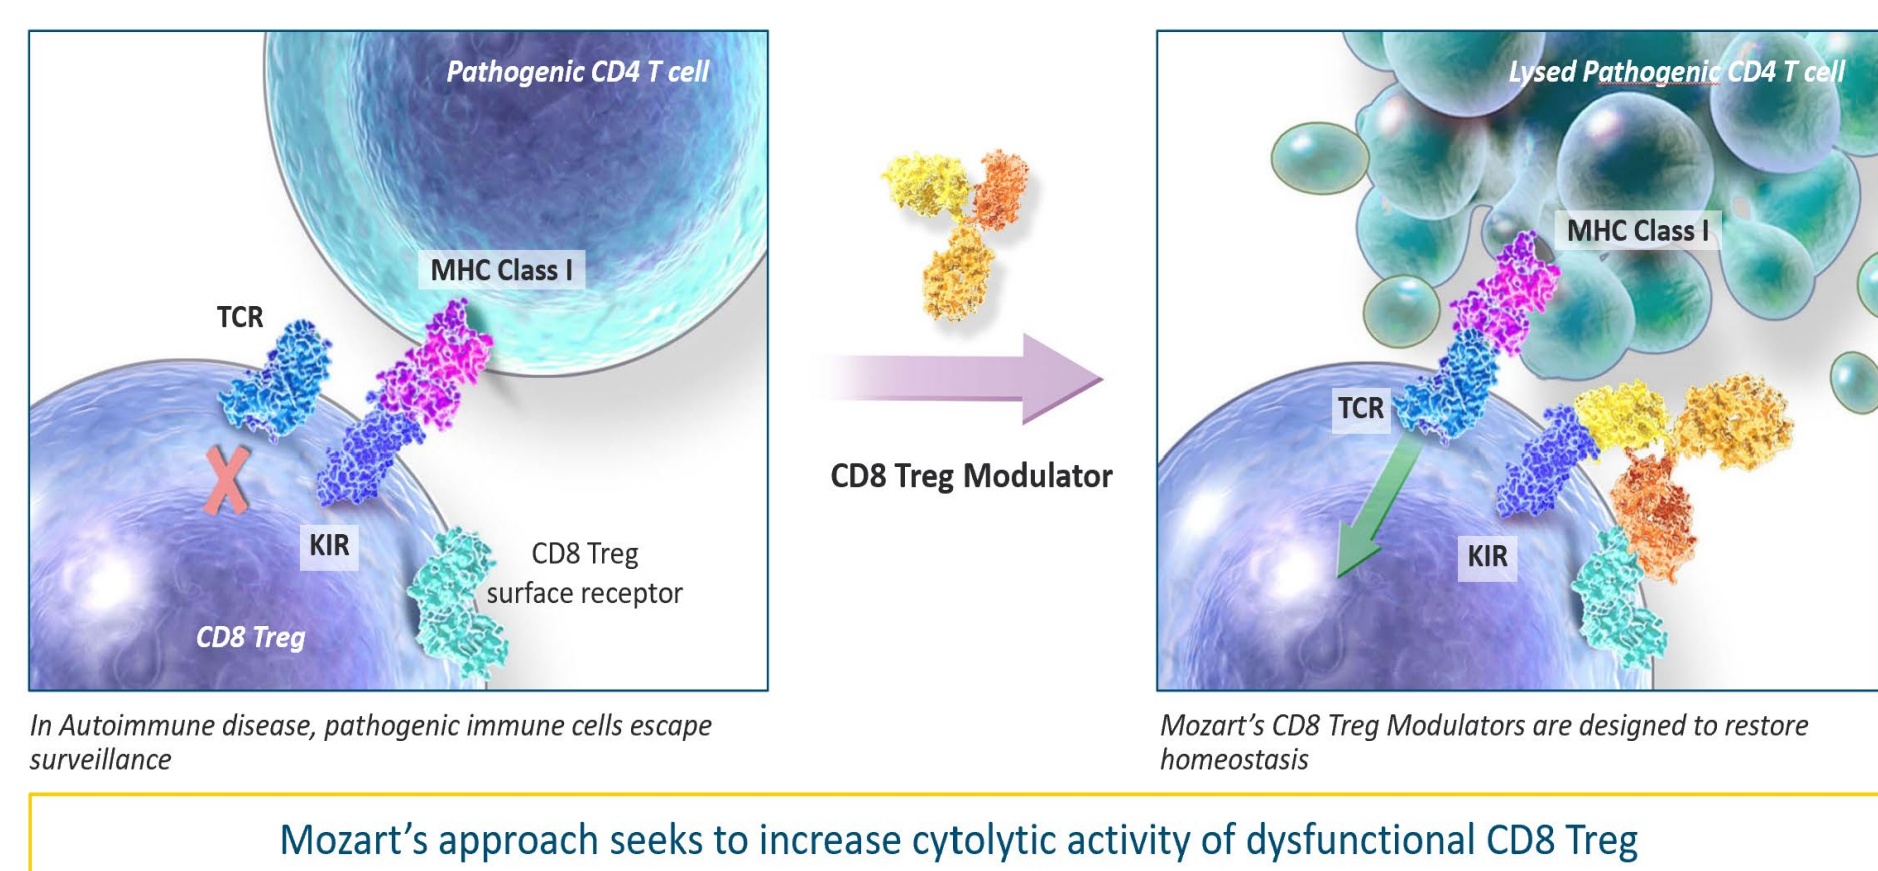 Pathogenic CD4 T cell
MHC Class I
TCR
KIR
CD8 Treg
surface receptor
CD8 Treg
In Autoimmune disease, pathogenic immune cells escape
surveillance
CD8 Treg Modulator
Lysed Pathogenic CD4 T cell
MHC Class I
TCR
KIR
Mozart’s CD8 Treg Modulators are designed to restore
homeostasis
Mozart’s approach seeks to increase cytolytic activity of dysfunctional CD8 Treg